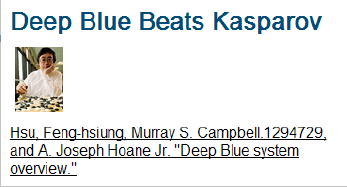 Deep Blue Beats Kasparov
Hsu, Feng-hsiung, Murray S. Campbell.1294729,
and A. Joseph Hoane Jr. "Deep Blue system
overview."